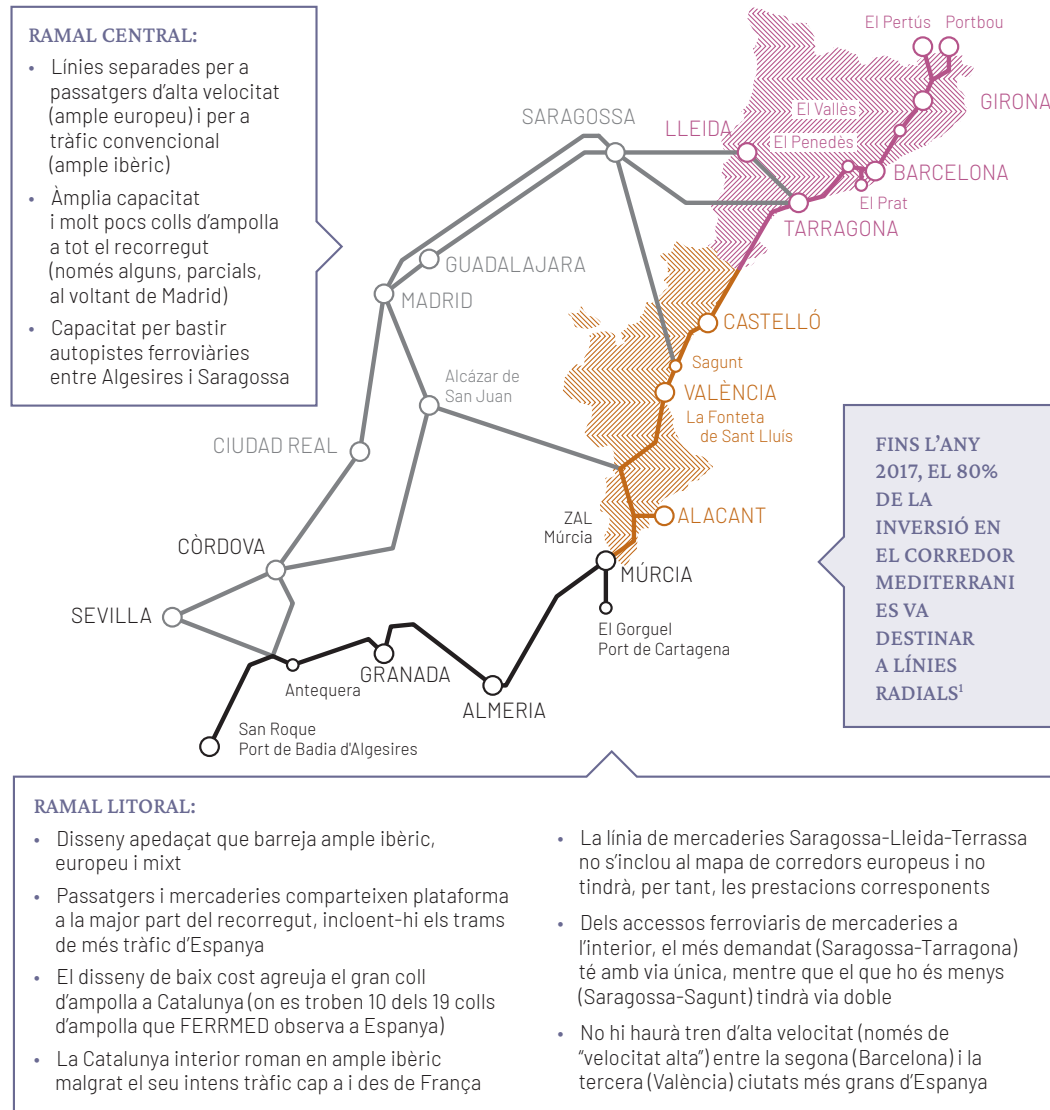 RAMAL CENTRAL:
• Línies separades per a
passatgers d'alta velocitat
(ample europeu) i per a
tràfic convencional
(ample ibèric)
• Àmplia capacitat
i molt pocs colls d'ampolla
a tot el recorregut
(només alguns, parcials,
al voltant de Madrid)
• Capacitat per bastir
autopistes ferroviàries
entre Algesires i Saragossa
El Pertús
Portbou
GIRONA
El Vallès
SARAGOSSA
LLEIDA
El Penedès
BARCELONA
El Prat
TARRAGONA
GUADALAJARA
MADRID
CASTELLÓ
Sagunt
Alcázar de
San Juan
VALÈNCIA
La Fonteta
de Sant Lluís
CIUDAD REAL
ALACANT
ZAL
Múrcia
CÒRDOVA
MÚRCIA
SEVILLA
El Gorguel
Port de Cartagena
GRANADA
Antequera
ALMERIA
San Roque
Port de Badia d'Algesires
FINS L'ANY
2017, EL 80%
DE LA
INVERSIÓ EN
EL CORREDOR
MEDITERRANI
ES VA
DESTINAR
A LÍNIES
RADIALS¹
RAMAL LITORAL:
• Disseny apedaçat que barreja ample ibèric,
europeu i mixt
• Passatgers i mercaderies comparteixen plataforma
a la major part del recorregut, incloent-hi els trams
de més tràfic d'Espanya
• El disseny de baix cost agreuja el gran coll
d'ampolla a Catalunya (on es troben 10 dels 19 colls
d'ampolla que FERRMED observa a Espanya)
• La Catalunya interior roman en ample ibèric
malgrat el seu intens tràfic cap a i des de França
• La línia de mercaderies Saragossa-Lleida-Terrassa
no s'inclou al mapa de corredors europeus i no
tindrà, per tant, les prestacions corresponents
• Dels accessos ferroviaris de mercaderies a
l'interior, el més demandat (Saragossa-Tarragona)
té amb via única, mentre que el que ho és menys
(Saragossa-Sagunt) tindrà via doble
• No hi haurà tren d'alta velocitat (només de
"velocitat alta") entre la segona (Barcelona) i la
tercera (València) ciutats més grans d'Espanya